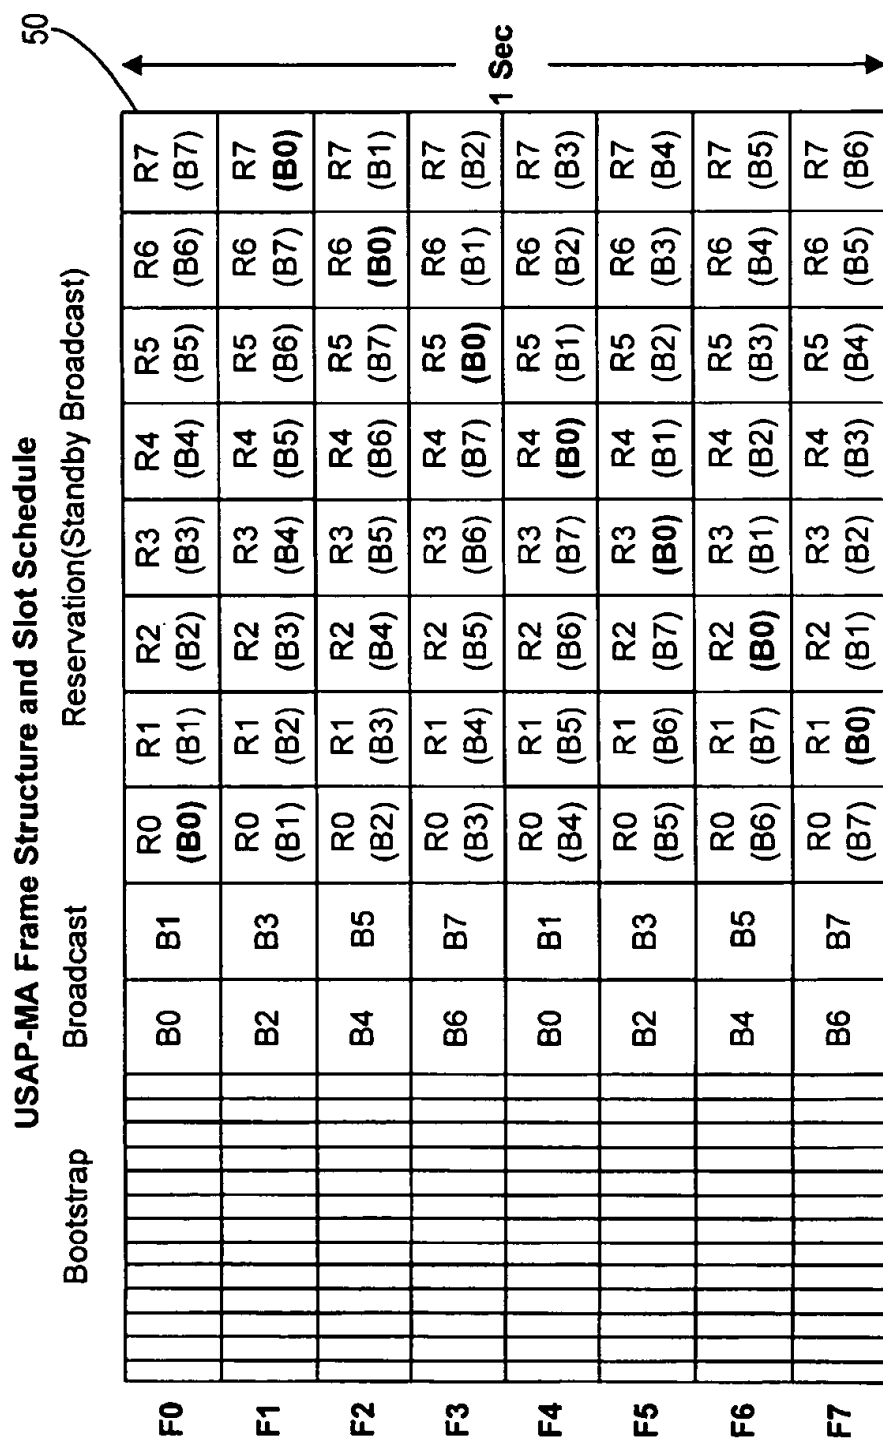 USAP-MA Frame Structure and Slot Schedule
50
Bootstrap Broadcast Reservation(Standby Broadcast)
F0 B0 B1 R0 R1 R2 R3 R4 R5 R6 R7
(B0) (B1) (B2) (B3) (B4) (B5) (B6) (B7)
F1 B2 B3 R0 R1 R2 R3 R4 R5 R6 R7
(B1) (B2) (B3) (B4) (B5) (B6) (B7) (B0)
F2 B4 B5 R0 R1 R2 R3 R4 R5 R6 R7
(B2) (B3) (B4) (B5) (B6) (B7) (B0) (B1)
F3 B6 B7 R0 R1 R2 R3 R4 R5 R6 R7
(B3) (B4) (B5) (B6) (B7) (B0) (B1) (B2)
F4 B0 B1 R0 R1 R2 R3 R4 R5 R6 R7
(B4) (B5) (B6) (B7) (B0) (B1) (B2) (B3)
F5 B2 B3 R0 R1 R2 R3 R4 R5 R6 R7
(B5) (B6) (B7) (B0) (B1) (B2) (B3) (B4)
F6 B4 B5 R0 R1 R2 R3 R4 R5 R6 R7
(B6) (B7) (B0) (B1) (B2) (B3) (B4) (B5)
F7 B6 B7 R0 R1 R2 R3 R4 R5 R6 R7
(B7) (B0) (B1) (B2) (B3) (B4) (B5) (B6)
1 Sec